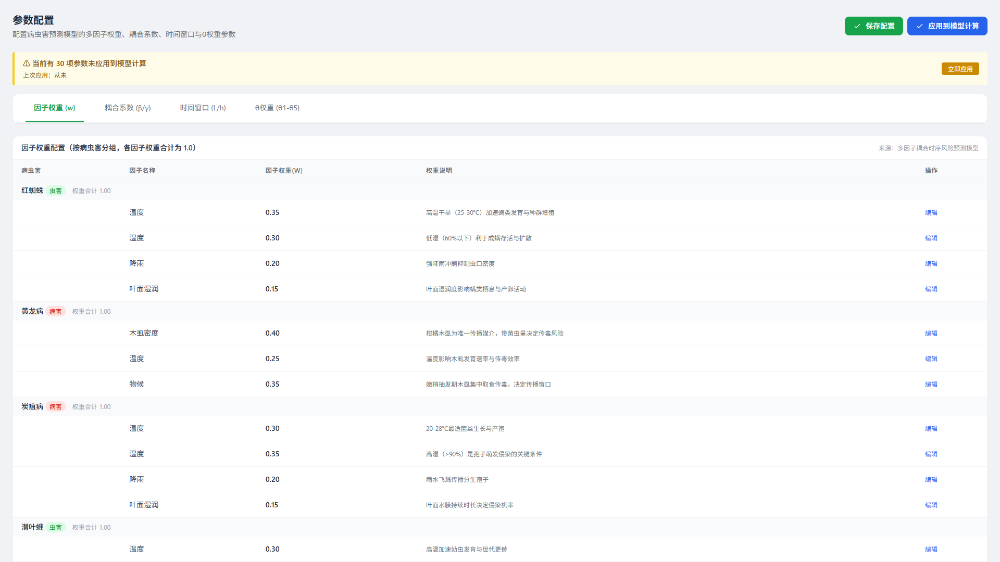 参数配置
配置病虫害预测模型的多因子权重、耦合系数、时间窗口与θ权重参数
保存配置
应用到模型计算
当前有 30 项参数未应用到模型计算
上次应用：从未
立即应用
因子权重 (w) 耦合系数 (β/γ) 时间窗口 (L/h) θ权重 (θ1-θ5)
因子权重配置（按病虫害分组，各因子权重合计为 1.0） 来源：多因子耦合时序风险预测模型
病虫害 因子名称 因子权重(W) 权重说明 操作
红蜘蛛 虫害 权重合计 1.00
温度 0.35 高温干旱（25-30℃）加速螨类发育与种群增殖 编辑
湿度 0.30 低湿（60%以下）利于成螨存活与扩散 编辑
降雨 0.20 强降雨冲刷抑制虫口密度 编辑
叶面湿润 0.15 叶面湿润度影响螨类栖息与产卵活动 编辑
黄龙病 病害 权重合计 1.00
木虱密度 0.40 柑橘木虱为唯一传播媒介，带菌虫量决定传毒风险 编辑
温度 0.25 温度影响木虱发育速率与传毒效率 编辑
物候 0.35 嫩梢抽发期木虱集中取食传毒，决定传播窗口 编辑
炭疽病 病害 权重合计 1.00
温度 0.30 20-28℃最适菌丝生长与产孢 编辑
湿度 0.35 高湿（>90%）是孢子萌发侵染的关键条件 编辑
降雨 0.20 雨水飞溅传播分生孢子 编辑
叶面湿润 0.15 叶面水膜持续时长决定侵染机率 编辑
潜叶蛾 虫害 权重合计 1.00
温度 0.30 高温加速幼虫发育与世代更替 编辑